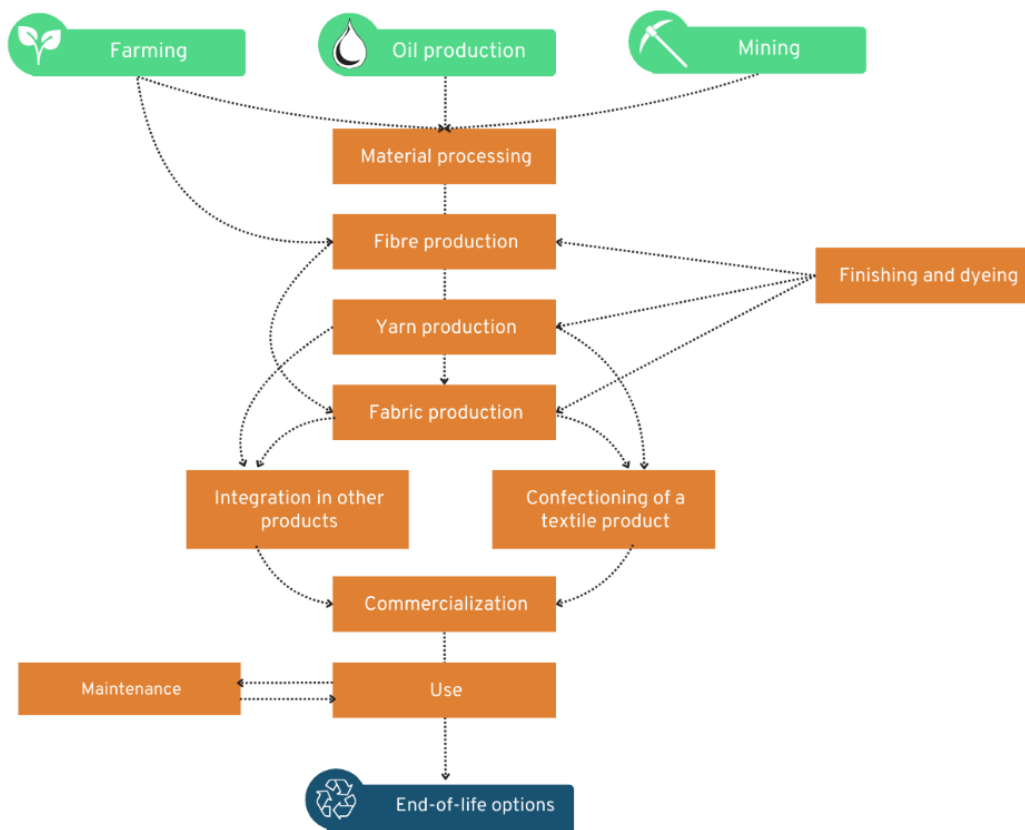 Farming
Oil production
Mining
Material processing
Fibre production
Finishing and dyeing
Yarn production
Fabric production
Integration in other
products
Confectioning of a
textile product
Commercialization
Maintenance
Use
End-of-life options